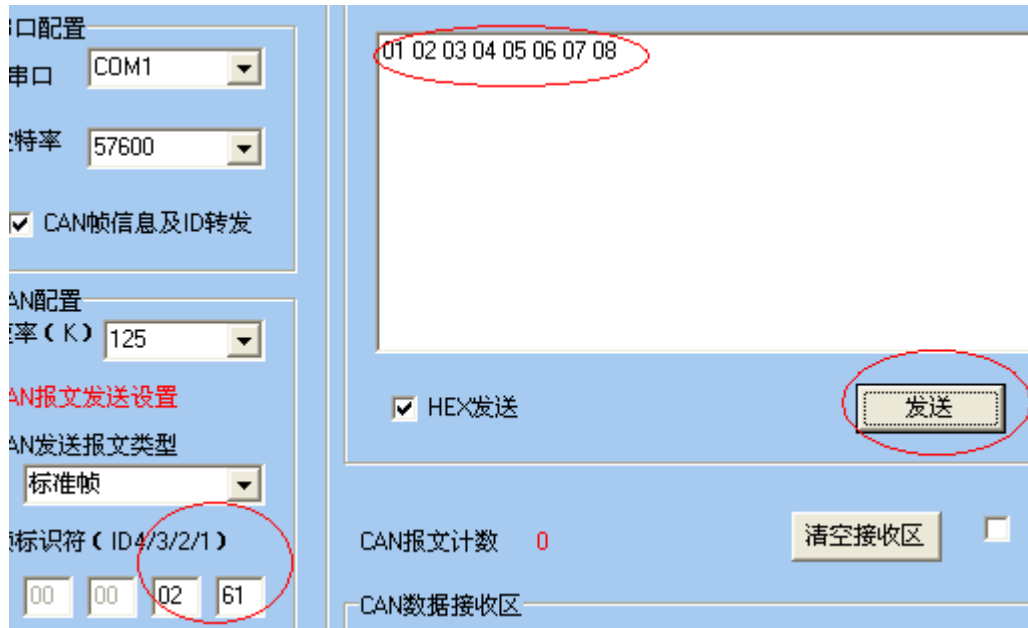 口配置
串口 COM1
特率 57600
CAN帧信息及ID转发
AN配置
率(K) 125
AN报文发送设置
AN发送报文类型
标准帧
标识符(ID4/3/2/1)
00 00 02 61
01 02 03 04 05 06 07 08
HEX发送 发送
CAN报文计数 0 清空接收区
CAN数据接收区